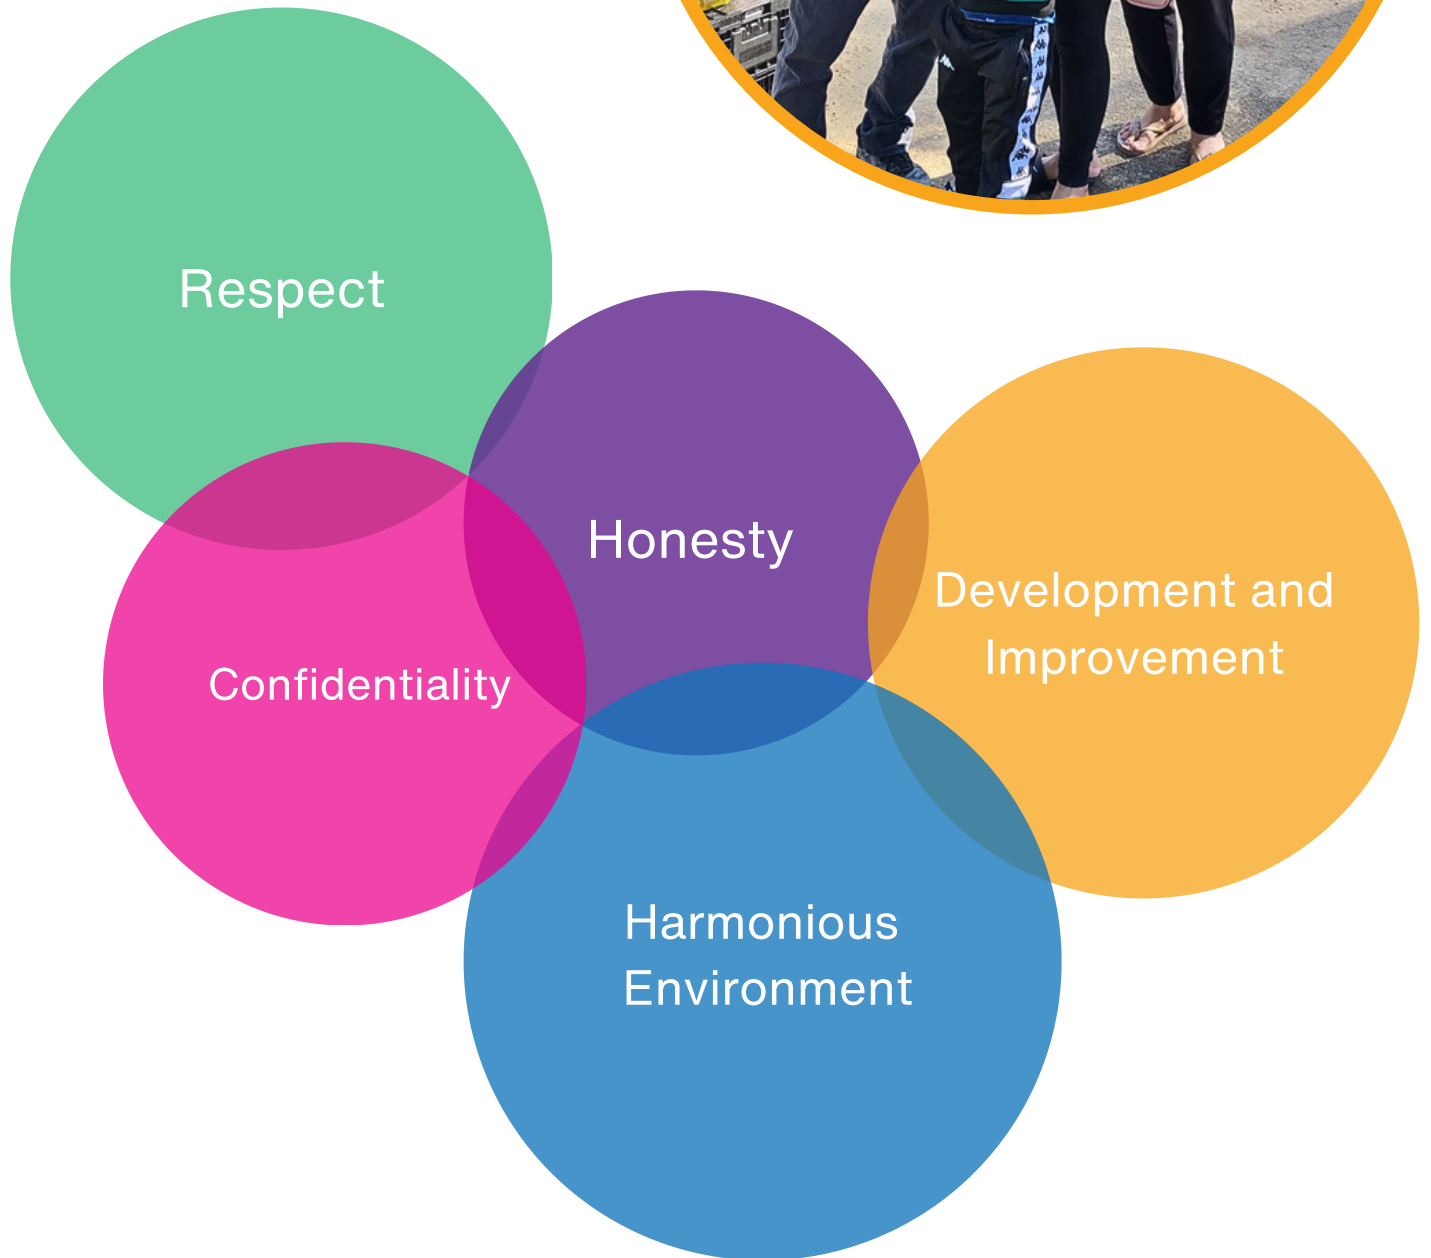 Respect
Honesty
Development and
Improvement
Confidentiality
Harmonious
Environment